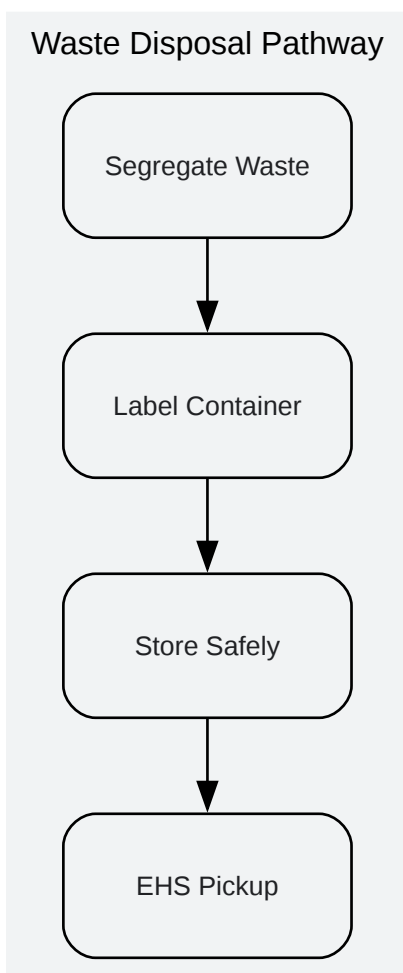 Waste Disposal Pathway
Segregate Waste
Label Container
Store Safely
EHS Pickup